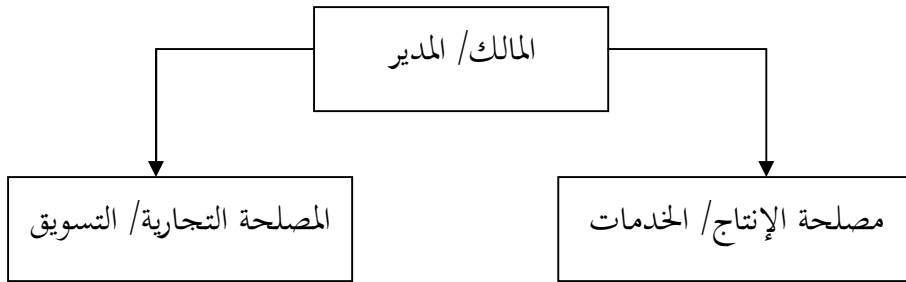 المالك/ المدير
مصلحة الإنتاج/ الخدمات
المصلحة التجارية/ التسويق